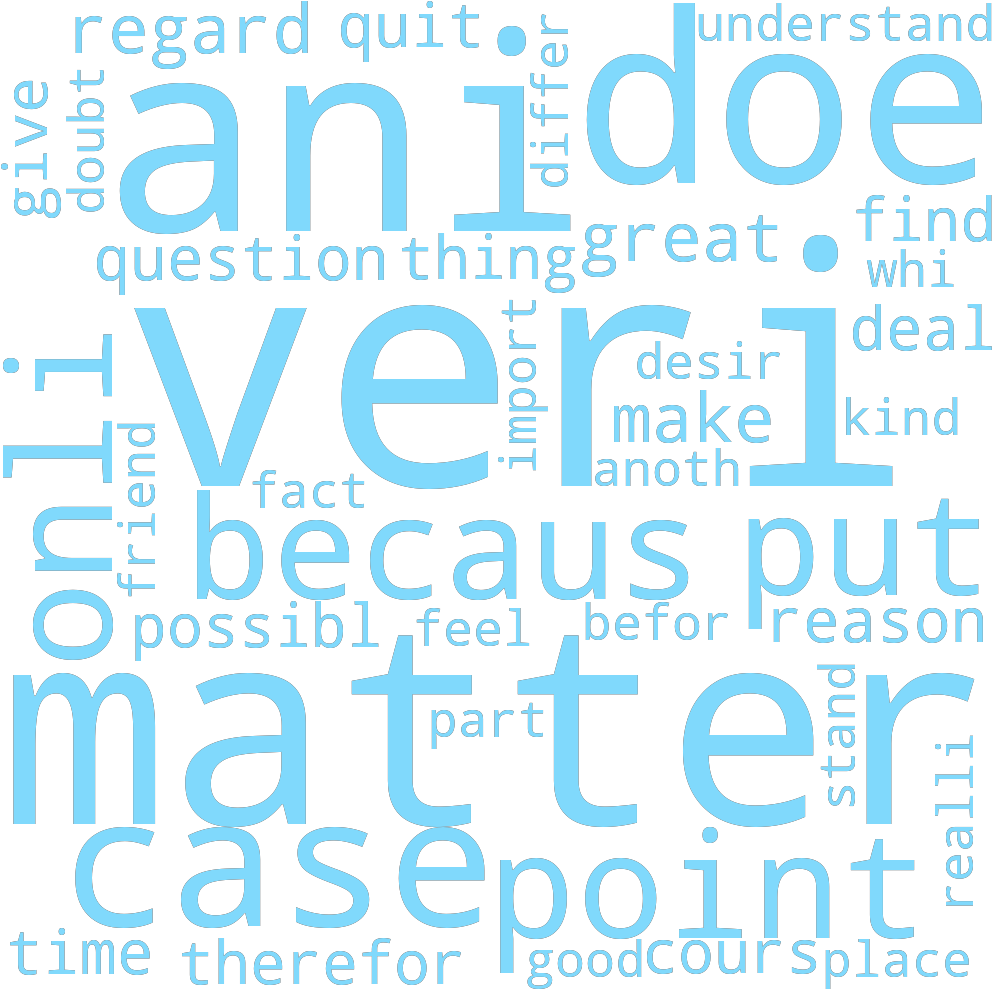 regard
quit
understand
give
doubt
ani
differ
doe
find
question
thing
great
whi
veri
import
deal
desir
onli
make
kind
friend
anoth
fact
becaus
put
possibl
feel
befor
reason
matter
part
stand
realli
case
point
time
therefor
good
cours
place